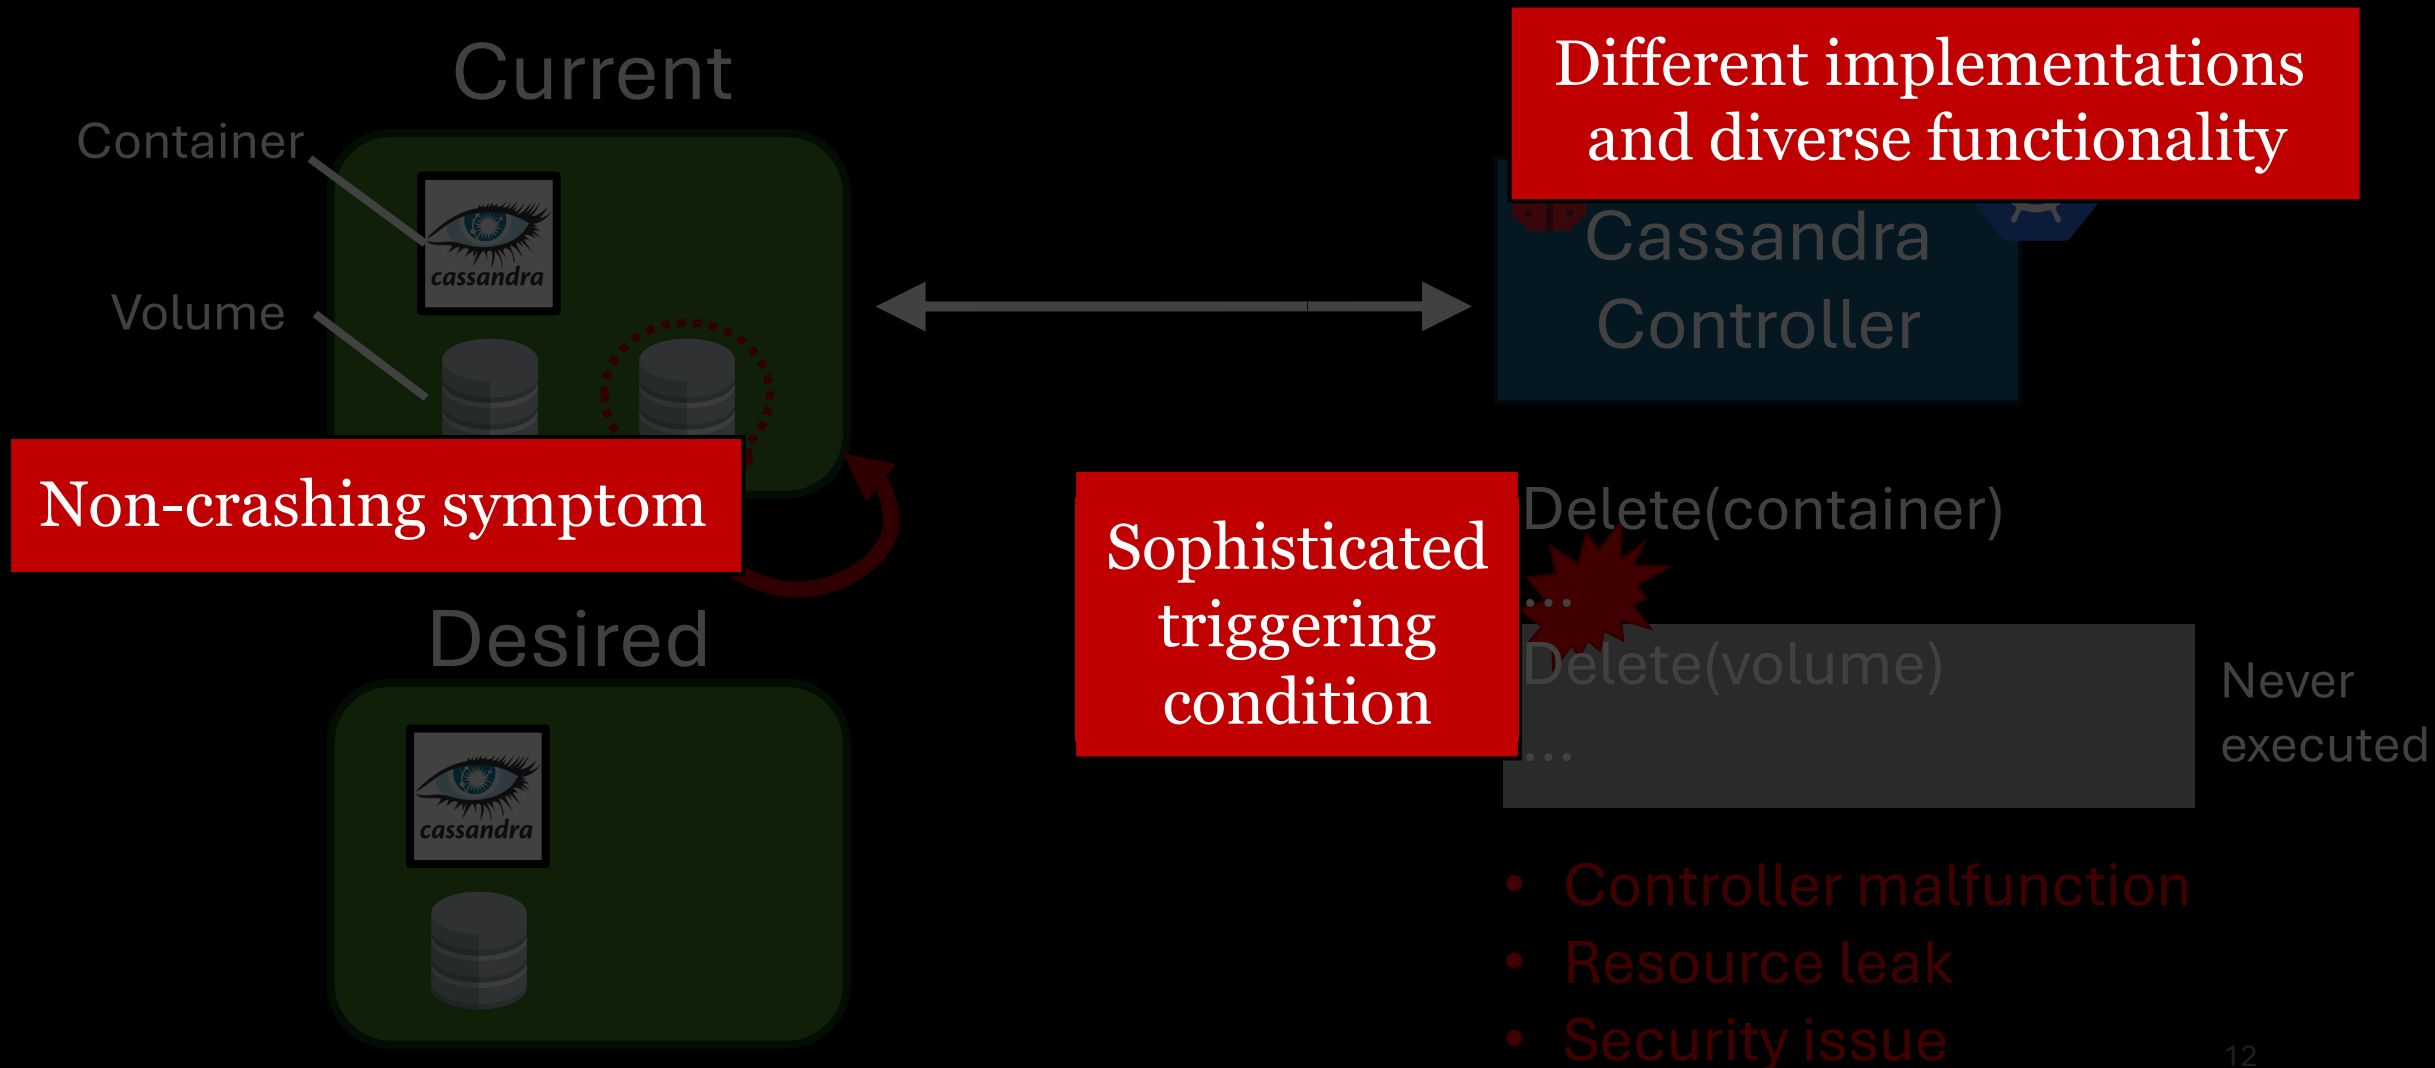 Current
Container
cassandra
Volume
Non-crashing symptom
Desired
cassandra
Different implementations
and diverse functionality
Cassandra
Controller
Sophisticated
triggering
condition
Delete(container)
...
Delete(volume)
...
Never
executed
• Controller malfunction
• Resource leak
• Security issue
12